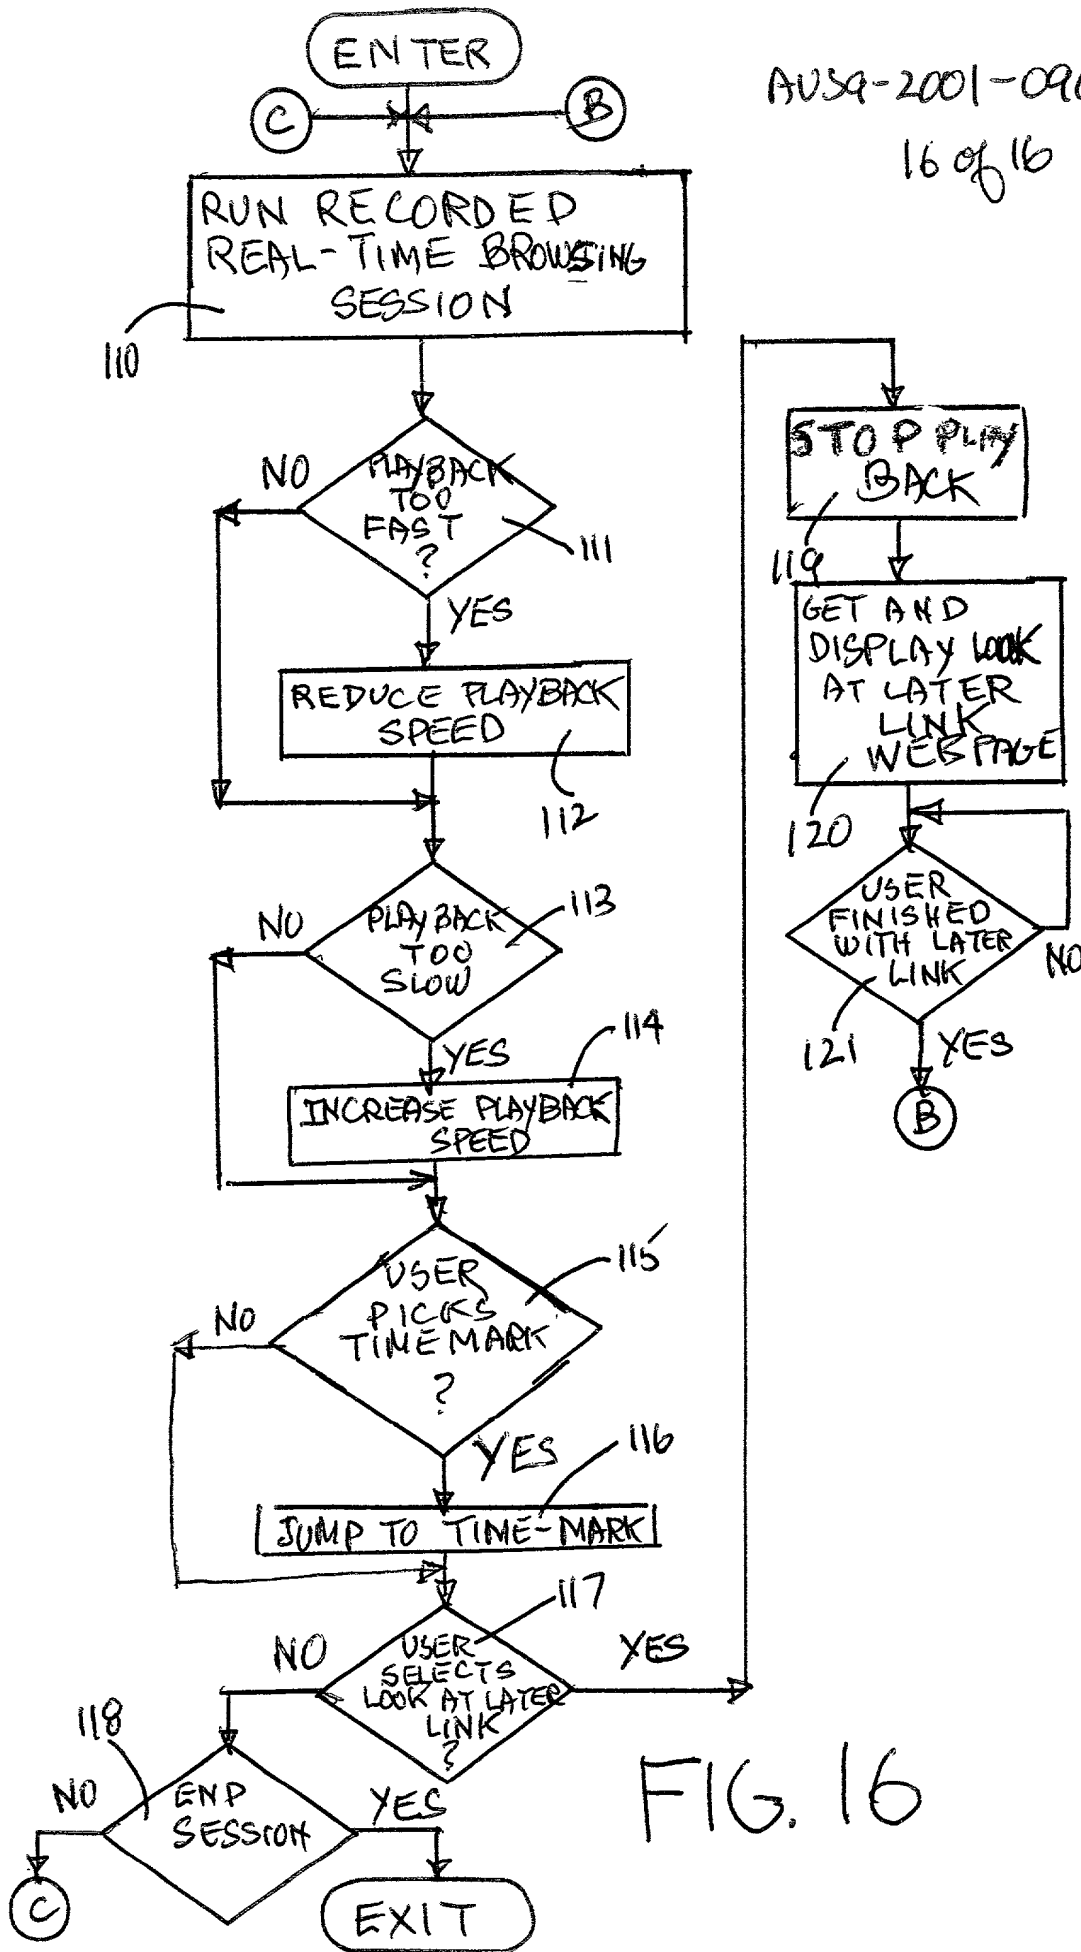 ENTER
C
B
AUS9-2001-096
16 of 16
RUN RECORDED
REAL-TIME BROWSING
SESSION
110
NO
PLAYBACK
TOO
FAST
?
111
YES
REDUCE PLAYBACK
SPEED
112
NO
PLAYBACK
TOO
SLOW
113
YES
114
INCREASE PLAYBACK
SPEED
NO
USER
PICKS
TIME MARK
?
115
YES
116
JUMP TO TIME-MARK
117
NO
USER
SELECTS
LOOK AT LATER
LINK
?
YES
118
NO
END
SESSION
YES
C
EXIT
STOP PLAY
BACK
119
GET AND
DISPLAY LOOK
AT LATER
LINK
WEBPAGE
120
USER
FINISHED
WITH LATER
LINK
NO
121
YES
B
FIG. 16